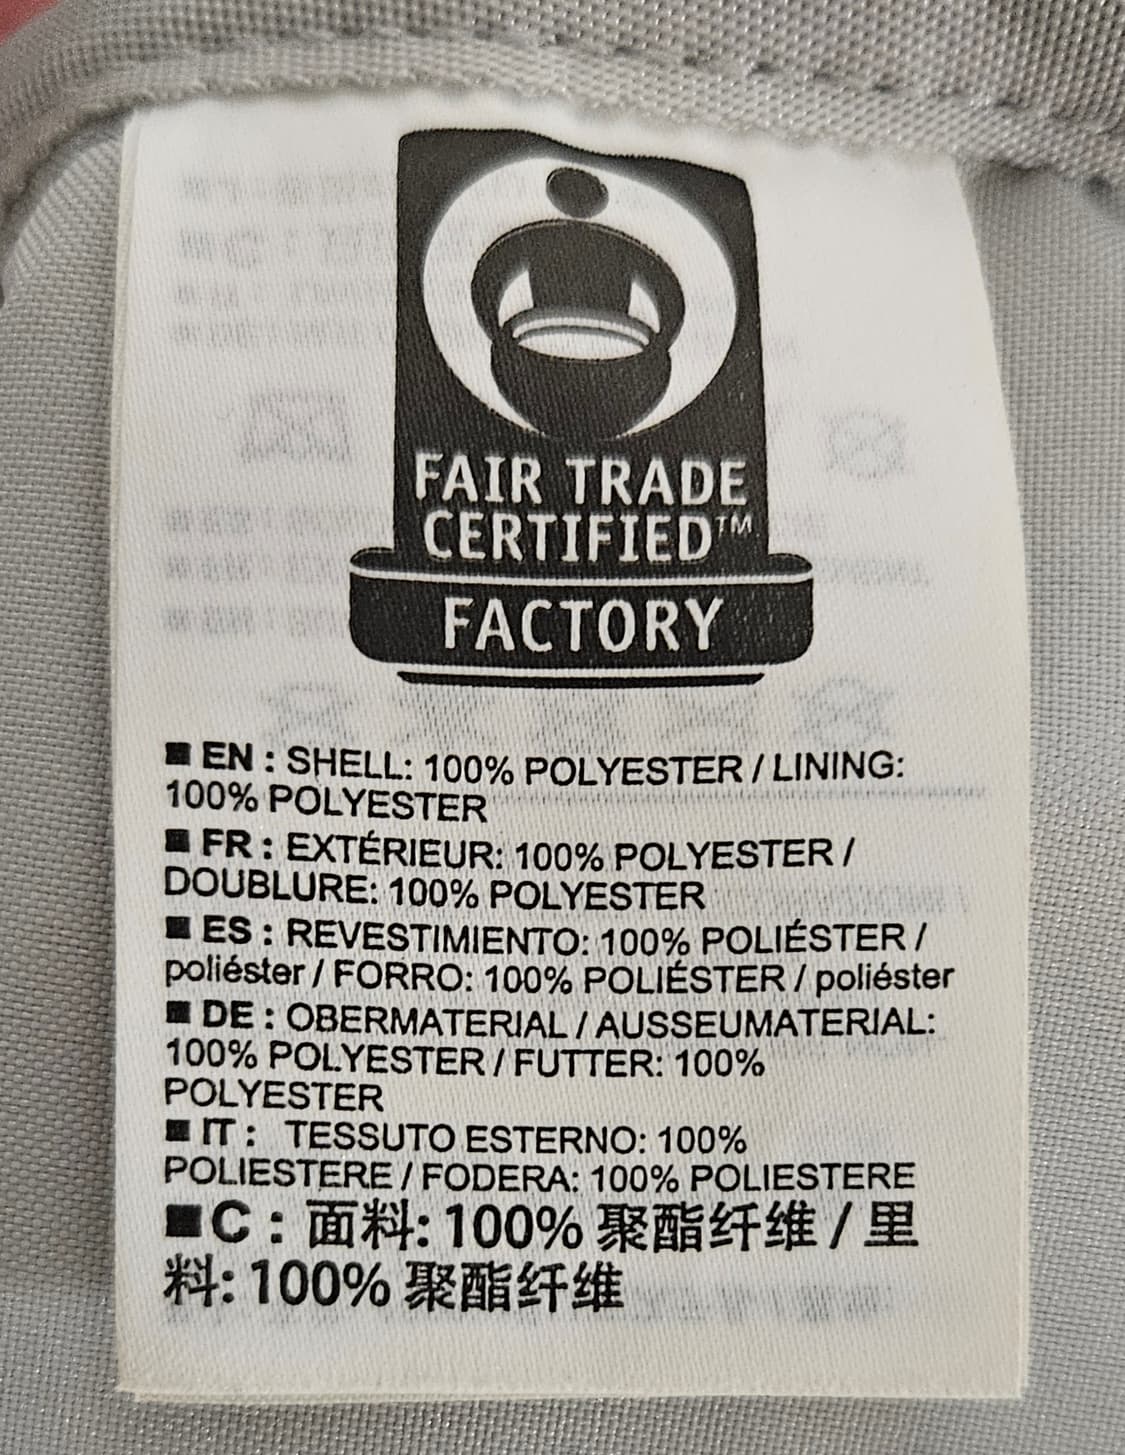 FAIR TRADE
CERTIFIED™
FACTORY
■ EN : SHELL: 100% POLYESTER / LINING:
100% POLYESTER
■ FR : EXTÉRIEUR: 100% POLYESTER /
DOUBLURE: 100% POLYESTER
■ ES : REVESTIMIENTO: 100% POLIÉSTER /
poliéster / FORRO: 100% POLIÉSTER / poliéster
■ DE : OBERMATERIAL / AUSSEUMATERIAL:
100% POLYESTER / FUTTER: 100%
POLYESTER
■ IT : TESSUTO ESTERNO: 100%
POLIESTERE / FODERA: 100% POLIESTERE
■ C : 面料: 100% 聚酯纤维 / 里
料: 100% 聚酯纤维